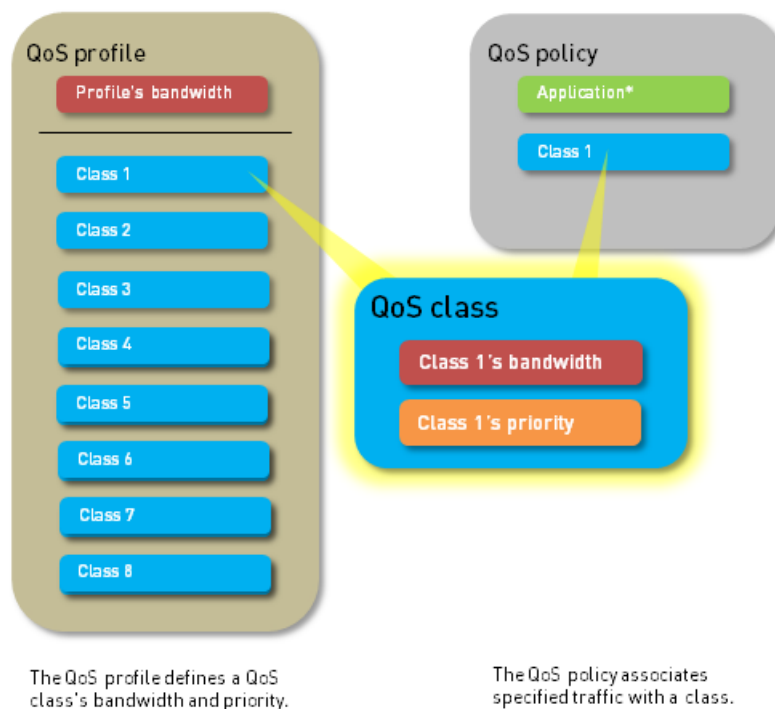 QoS profile
Profile's bandwidth
Class 1
Class 2
Class 3
Class 4
Class 5
Class 6
Class 7
Class 8
QoS policy
Application*
Class 1
QoS class
Class 1's bandwidth
Class 1's priority
The QoS profile defines a QoS
class's bandwidth and priority.
The QoS policy associates
specified traffic with a class.